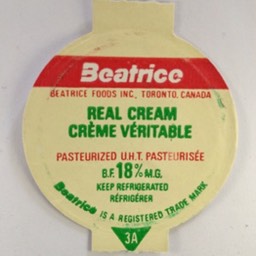 Beatrice
BEATRICE FOODS INC., TORONTO, CANADA
REAL CREAM
CRÈME VÉRITABLE
PASTEURIZED U.H.T. PASTEURISÉE
B.F. 18% M.G.
KEEP REFRIGERATED
RÉFRIGÉRER
Beatrice IS A REGISTERED TRADE MARK
3A